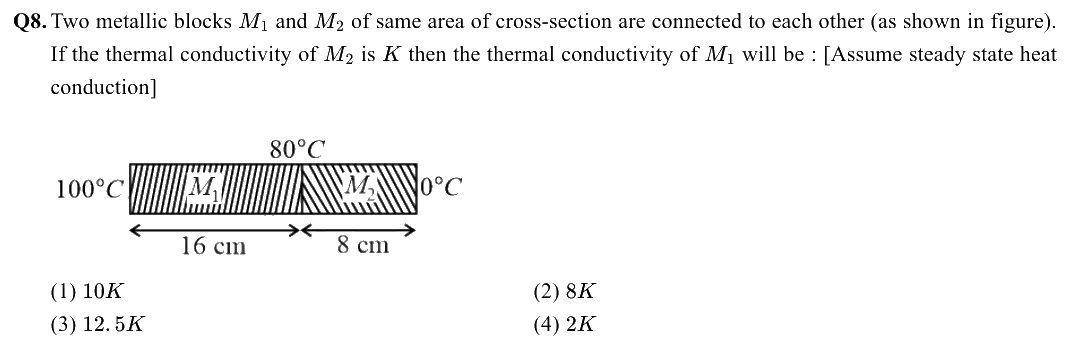 Q8. Two metallic blocks M₁ and M₂ of same area of cross-section are connected to each other (as shown in figure).
If the thermal conductivity of M₂ is K then the thermal conductivity of M₁ will be : [Assume steady state heat
conduction]
80°C
100°C M₁ M₂ 0°C
16 cm 8 cm
(1) 10K (2) 8K
(3) 12.5K (4) 2K